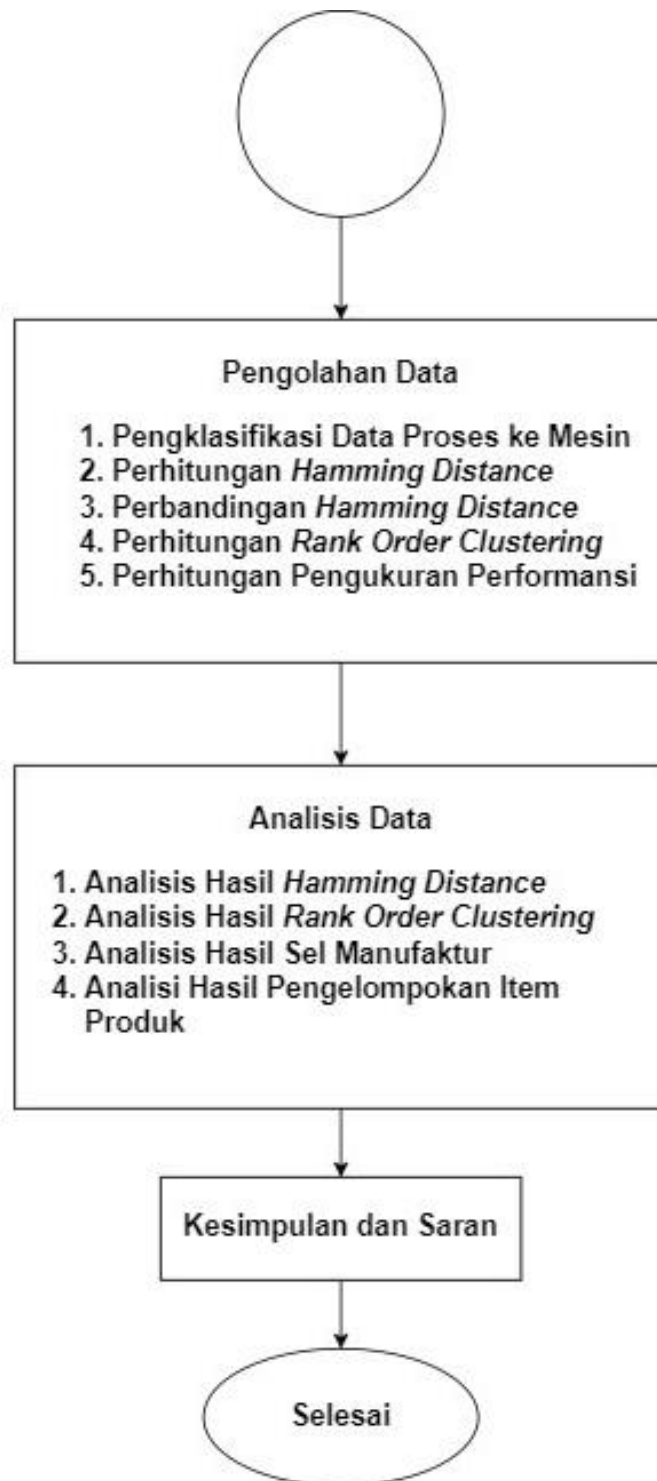 Pengolahan Data
1. Pengklasifikasi Data Proses ke Mesin
2. Perhitungan Hamming Distance
3. Perbandingan Hamming Distance
4. Perhitungan Rank Order Clustering
5. Perhitungan Pengukuran Performansi
Analisis Data
1. Analisis Hasil Hamming Distance
2. Analisis Hasil Rank Order Clustering
3. Analisis Hasil Sel Manufaktur
4. Analisi Hasil Pengelompokan Item
Produk
Kesimpulan dan Saran
Selesai